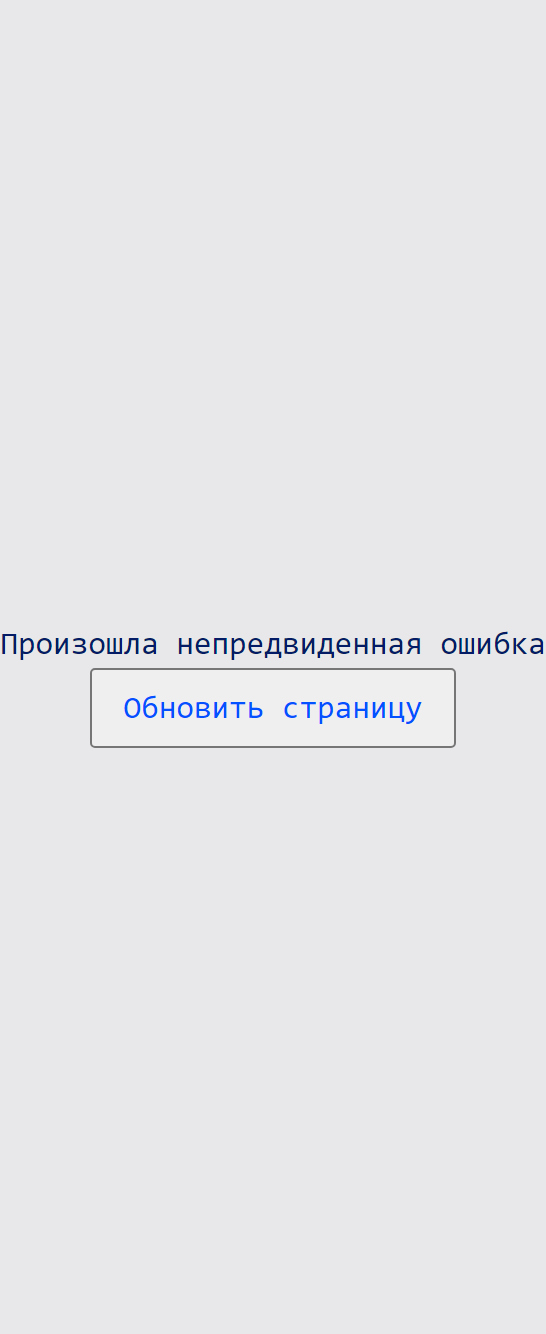 Произошла непредвиденная ошибка
Обновить страницу